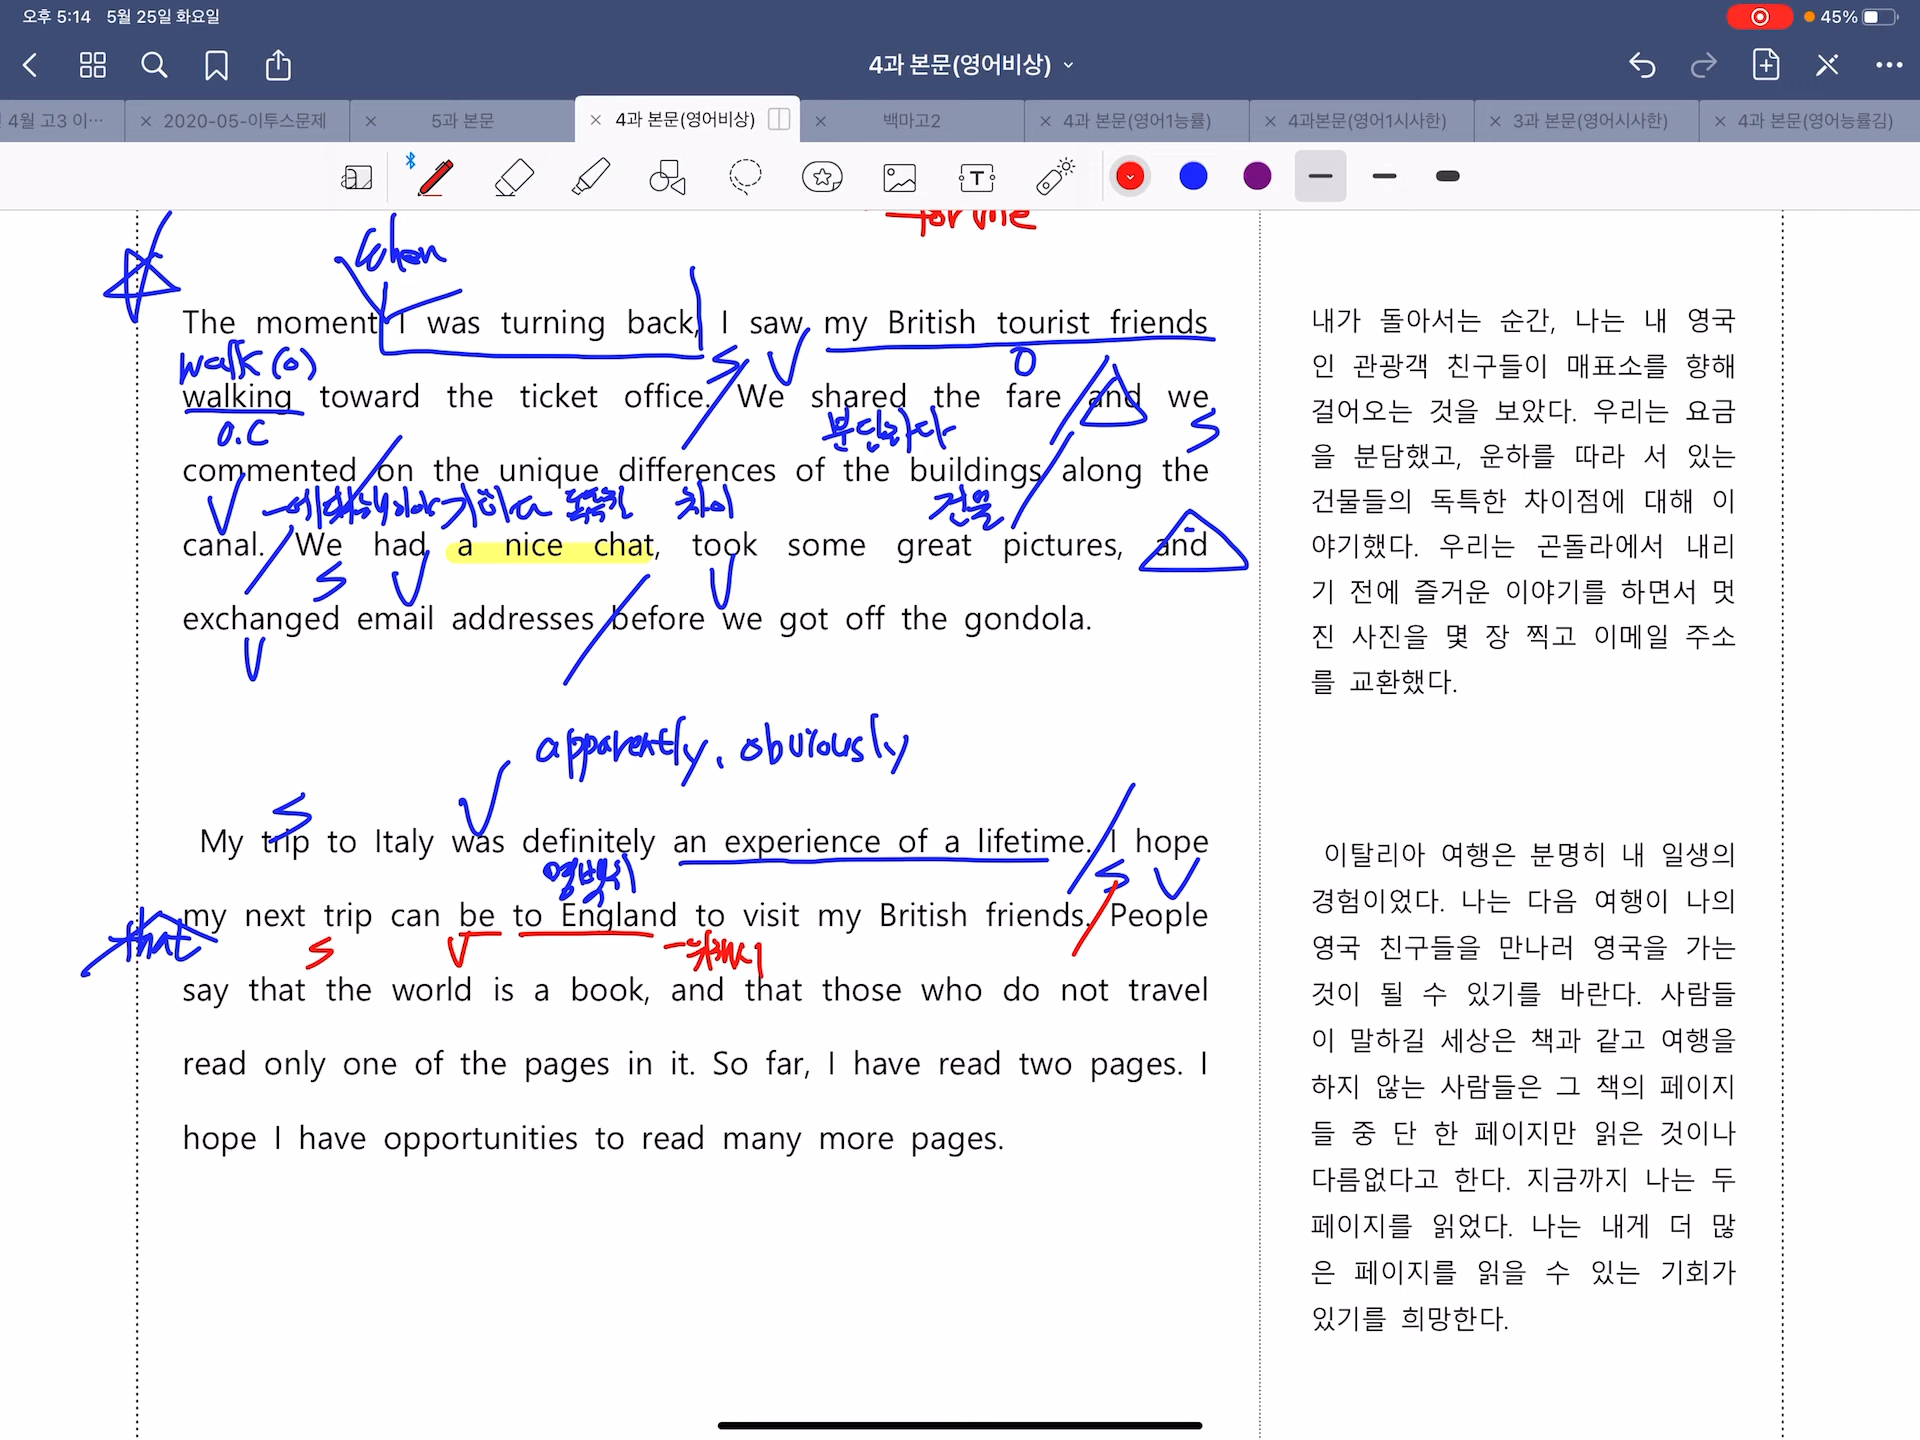 오후 5:14 5월 25일 화요일
45%
4과 본문(영어비상)
4월 고3 이…
2020-05-이투스문제
5과 본문
4과 본문(영어비상)
백마고2
4과 본문(영어1능률)
4과본문(영어1시사한)
3과 본문(영어시사한)
4과 본문(영어능률김)
for me
when
The moment I was turning back, I saw my British tourist friends
walk (o) S V O
walking toward the ticket office. We shared the fare and we
O.C 분담하다 S
commented on the unique differences of the buildings along the
V 독특한 차이 건물
canal. We had a nice chat, took some great pictures, and
S V V
exchanged email addresses before we got off the gondola.
V
apparently, obviously
S V
My trip to Italy was definitely an experience of a lifetime. I hope
명백히 S V
my next trip can be to England to visit my British friends. People
that S V
say that the world is a book, and that those who do not travel
read only one of the pages in it. So far, I have read two pages. I
hope I have opportunities to read many more pages.
내가 돌아서는 순간, 나는 내 영국
인 관광객 친구들이 매표소를 향해
걸어오는 것을 보았다. 우리는 요금
을 분담했고, 운하를 따라 서 있는
건물들의 독특한 차이점에 대해 이
야기했다. 우리는 곤돌라에서 내리
기 전에 즐거운 이야기를 하면서 멋
진 사진을 몇 장 찍고 이메일 주소
를 교환했다.
이탈리아 여행은 분명히 내 일생의
경험이었다. 나는 다음 여행이 나의
영국 친구들을 만나러 영국을 가는
것이 될 수 있기를 바란다. 사람들
이 말하길 세상은 책과 같고 여행을
하지 않는 사람들은 그 책의 페이지
들 중 단 한 페이지만 읽은 것이나
다름없다고 한다. 지금까지 나는 두
페이지를 읽었다. 나는 내게 더 많
은 페이지를 읽을 수 있는 기회가
있기를 희망한다.